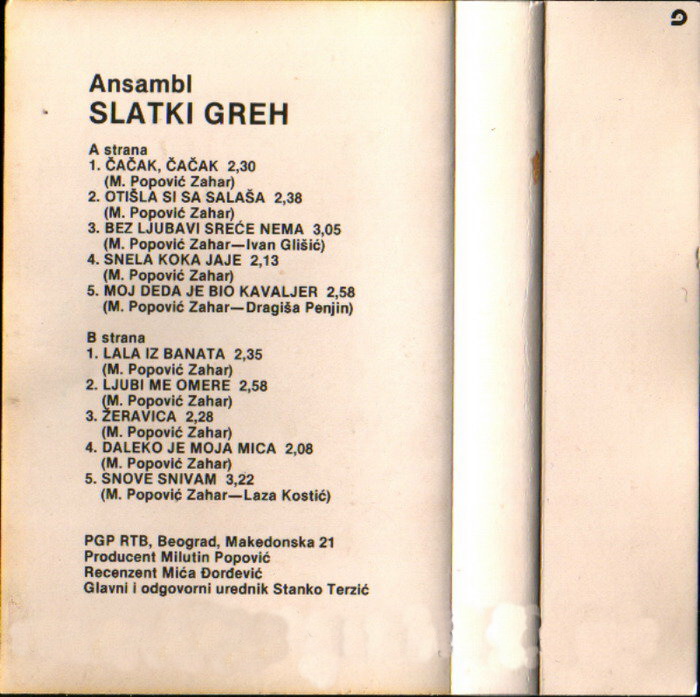 Ansambl
SLATKI GREH
A strana
1. ČAČAK, ČAČAK 2,30
(M. Popović Zahar)
2. OTIŠLA SI SA SALAŠA 2,38
(M. Popović Zahar)
3. BEZ LJUBAVI SREĆE NEMA 3,05
(M. Popović Zahar—Ivan Glišić)
4. SNELA KOKA JAJE 2,13
(M. Popović Zahar)
5. MOJ DEDA JE BIO KAVALJER 2,58
(M. Popović Zahar—Dragiša Penjin)
B strana
1. LALA IZ BANATA 2,35
(M. Popović Zahar)
2. LJUBI ME OMERE 2,58
(M. Popović Zahar)
3. ŽERAVICA 2,28
(M. Popović Zahar)
4. DALEKO JE MOJA MICA 2,08
(M. Popović Zahar)
5. SNOVE SNIVAM 3,22
(M. Popović Zahar—Laza Kostić)
PGP RTB, Beograd, Makedonska 21
Producent Milutin Popović
Recenzent Mića Đorđević
Glavni i odgovorni urednik Stanko Terzić